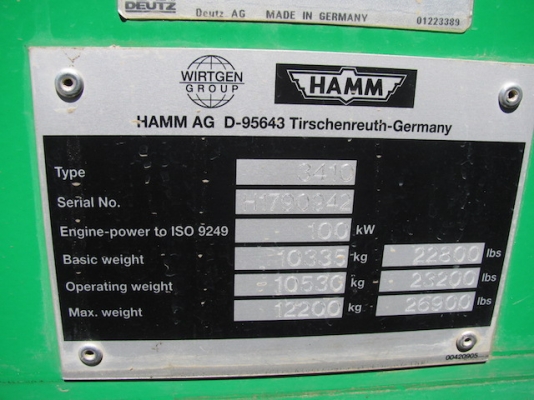 DEUTZ
Deutz AG MADE IN GERMANY 01223389
WIRTGEN GROUP HAMM
HAMM AG D-95643 Tirschenreuth-Germany
Type 3410
Serial No.
Engine-power to ISO 9249 100 kW
Basic weight 10335 kg 22800 lbs
Operating weight 10530 kg 23200 lbs
Max. weight 12200 kg 26900 lbs
00420905